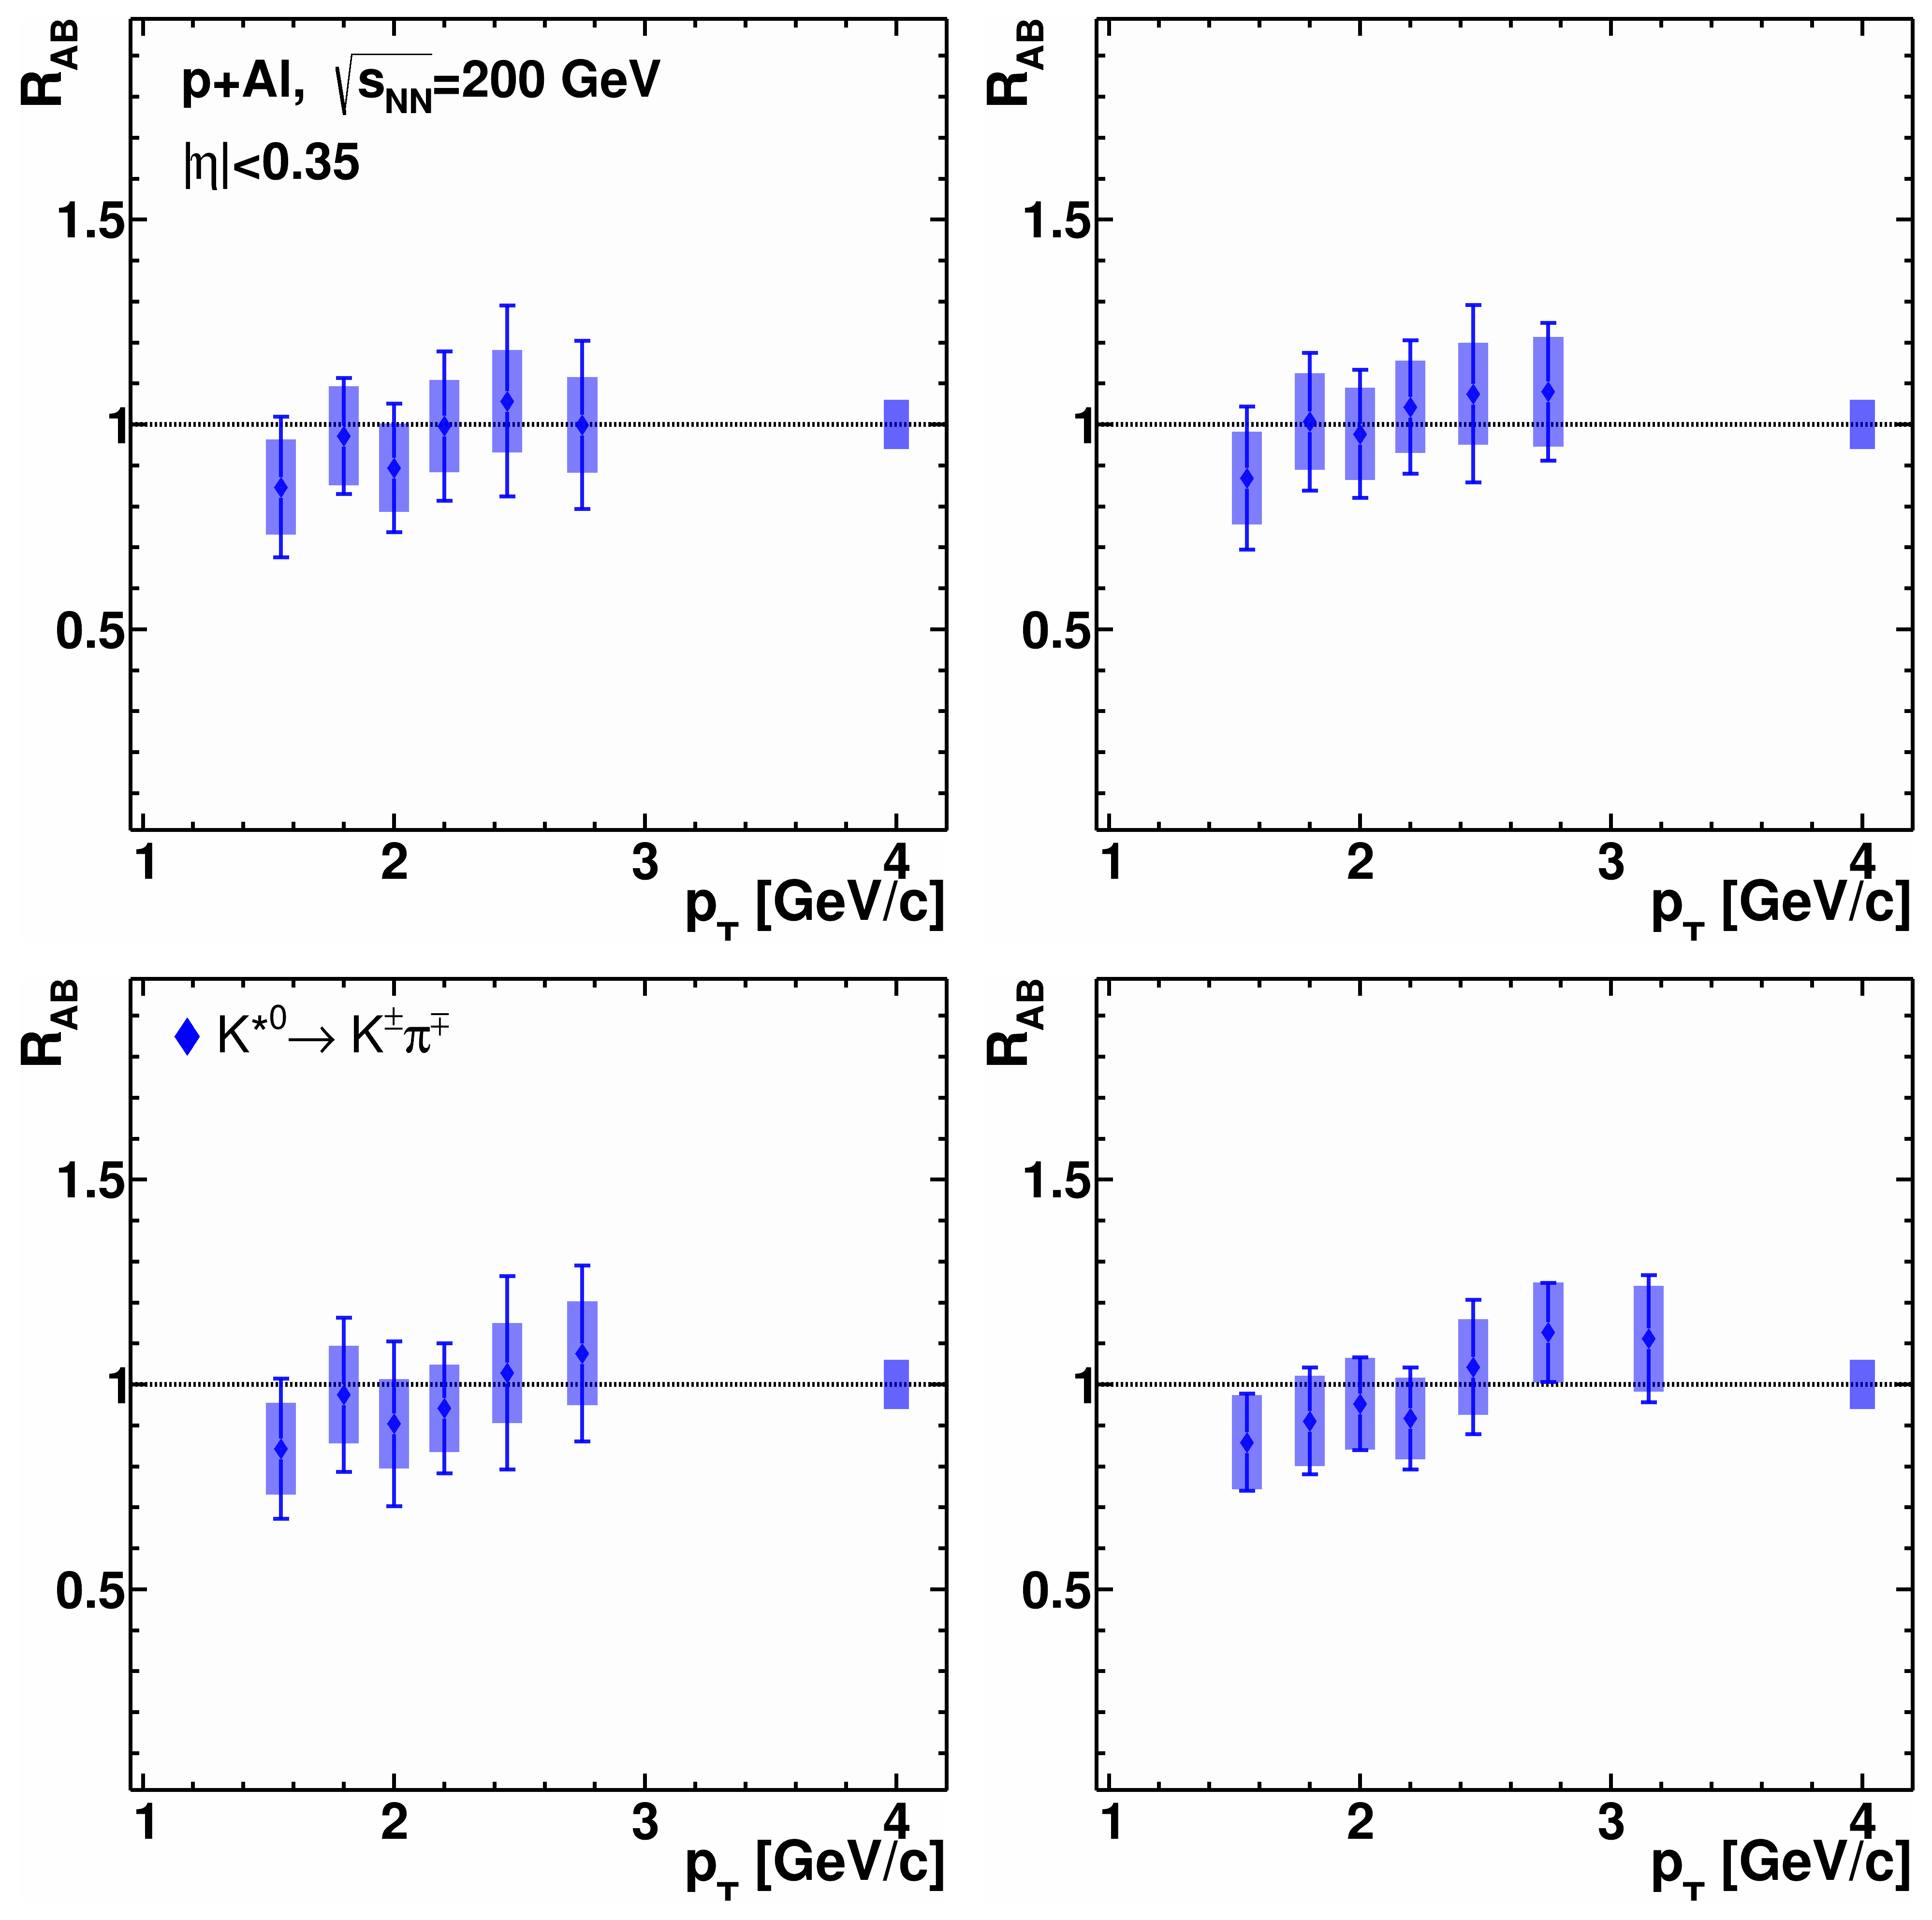 R_AB
p+Al, √s_NN=200 GeV
|η|<0.35
1.5
1
0.5
1 2 3 4
p_T [GeV/c]
R_AB
1.5
1
0.5
1 2 3 4
p_T [GeV/c]
R_AB
K*⁰→ K±π∓
1.5
1
0.5
1 2 3 4
p_T [GeV/c]
R_AB
1.5
1
0.5
1 2 3 4
p_T [GeV/c]